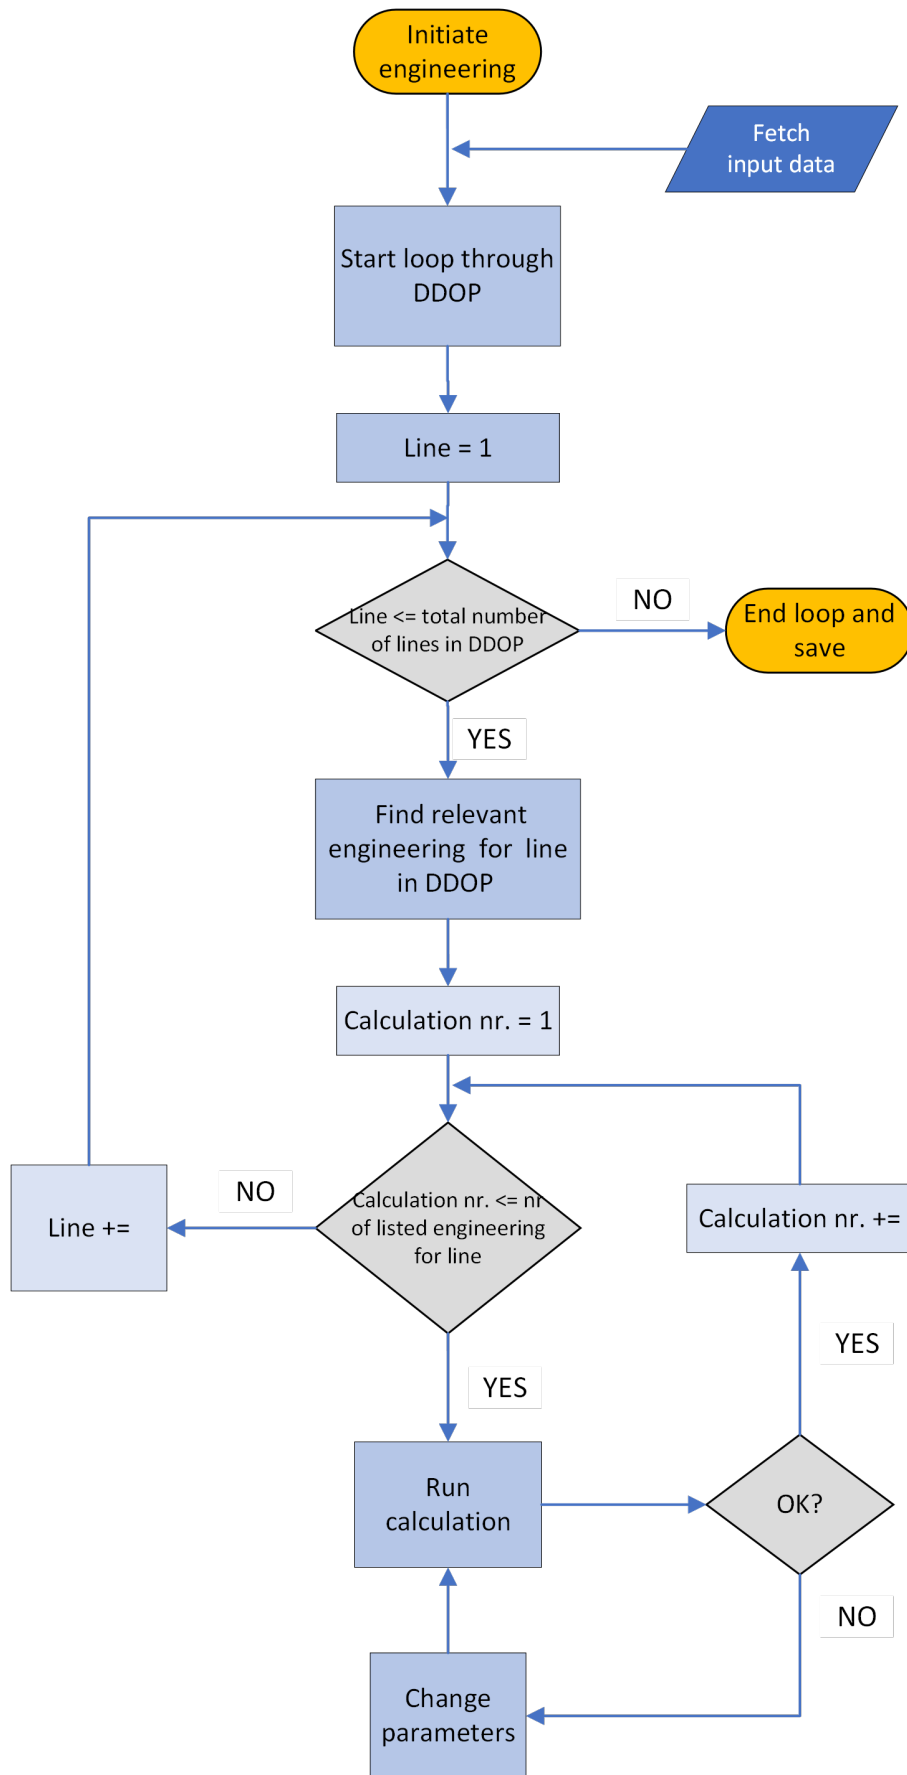 Initiate
engineering
Fetch
input data
Start loop through
DDOP
Line = 1
Line <= total number
of lines in DDOP
NO
End loop and
save
YES
Find relevant
engineering for line
in DDOP
Calculation nr. = 1
Calculation nr. <= nr
of listed engineering
for line
NO
Line +=
Calculation nr. +=
YES
YES
Run
calculation
OK?
NO
Change
parameters